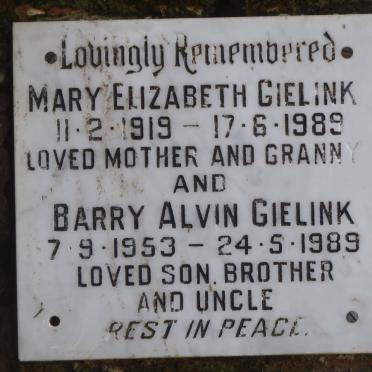 Lovingly Remembered
MARY ELIZABETH GIELINK
11·2·1919 – 17·6·1989
LOVED MOTHER AND GRANNY
AND
BARRY ALVIN GIELINK
7·9·1953 – 24·5·1989
LOVED SON, BROTHER
AND UNCLE
REST IN PEACE.